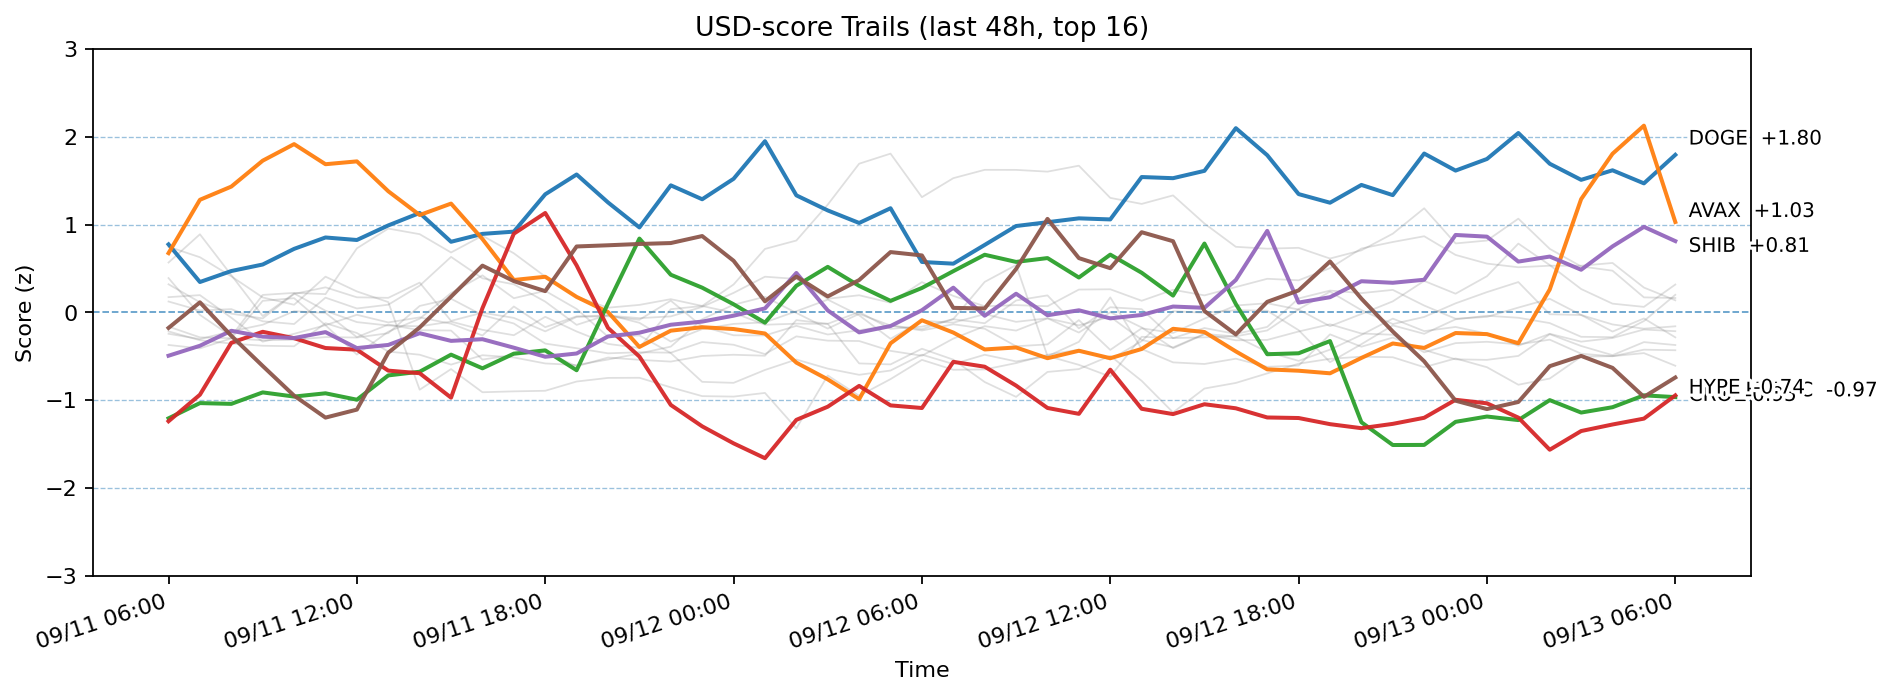 USD-score Trails (last 48h, top 16)
Score (z)
3
2
1
0
−1
−2
−3
DOGE +1.80
AVAX +1.03
SHIB +0.81
HYPE -0.74
-0.97
09/11 06:00
09/11 12:00
09/11 18:00
09/12 00:00
09/12 06:00
09/12 12:00
09/12 18:00
09/13 00:00
09/13 06:00
Time